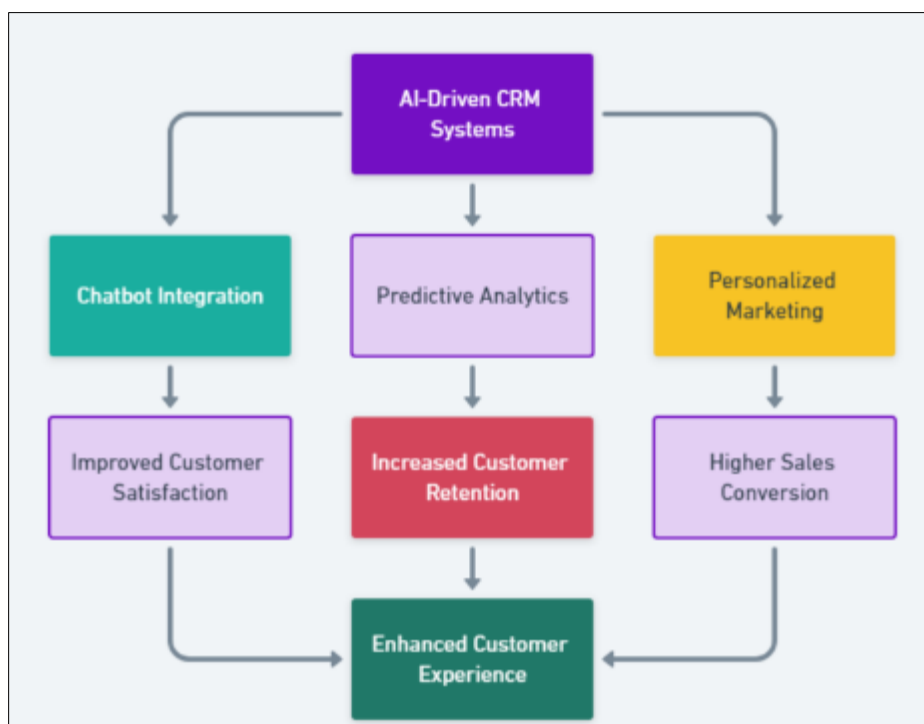 AI-Driven CRM
Systems
Chatbot Integration
Predictive Analytics
Personalized
Marketing
Improved Customer
Satisfaction
Increased Customer
Retention
Higher Sales
Conversion
Enhanced Customer
Experience